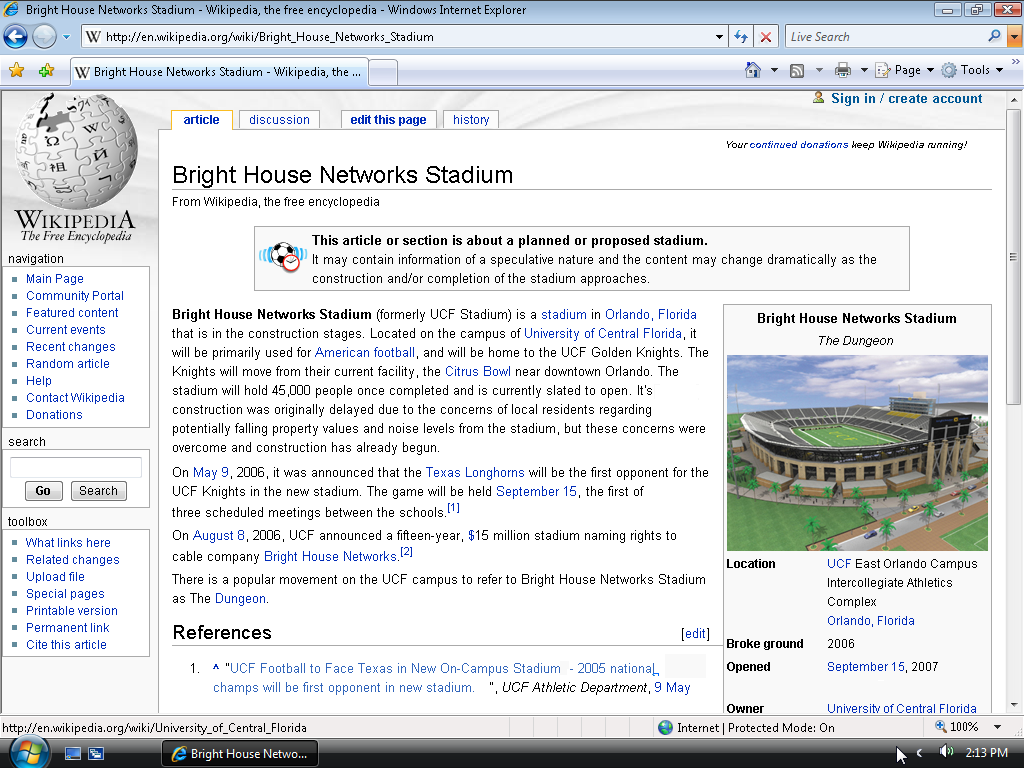 Bright House Networks Stadium - Wikipedia, the free encyclopedia - Windows Internet Explorer
http://en.wikipedia.org/wiki/Bright_House_Networks_Stadium
Live Search
Bright House Networks Stadium - Wikipedia, the ...
Page
Tools
Sign in / create account
article
discussion
edit this page
history
Your continued donations keep Wikipedia running!
WIKIPEDIA
The Free Encyclopedia
navigation
Main Page
Community Portal
Featured content
Current events
Recent changes
Random article
Help
Contact Wikipedia
Donations
search
Go
Search
toolbox
What links here
Related changes
Upload file
Special pages
Printable version
Permanent link
Cite this article
Bright House Networks Stadium
From Wikipedia, the free encyclopedia
This article or section is about a planned or proposed stadium.
It may contain information of a speculative nature and the content may change dramatically as the
construction and/or completion of the stadium approaches.
Bright House Networks Stadium (formerly UCF Stadium) is a stadium in Orlando, Florida
that is in the construction stages. Located on the campus of University of Central Florida, it
will be primarily used for American football, and will be home to the UCF Golden Knights. The
Knights will move from their current facility, the Citrus Bowl near downtown Orlando. The
stadium will hold 45,000 people once completed and is currently slated to open. It's
construction was originally delayed due to the concerns of local residents regarding
potentially falling property values and noise levels from the stadium, but these concerns were
overcome and construction has already begun.
On May 9, 2006, it was announced that the Texas Longhorns will be the first opponent for the
UCF Knights in the new stadium. The game will be held September 15, the first of
three scheduled meetings between the schools.[1]
On August 8, 2006, UCF announced a fifteen-year, $15 million stadium naming rights to
cable company Bright House Networks.[2]
There is a popular movement on the UCF campus to refer to Bright House Networks Stadium
as The Dungeon.
References
[edit]
1. ^ "UCF Football to Face Texas in New On-Campus Stadium - 2005 national
champs will be first opponent in new stadium. ", UCF Athletic Department, 9 May
Bright House Networks Stadium
The Dungeon
Location UCF East Orlando Campus
Intercollegiate Athletics
Complex
Orlando, Florida
Broke ground 2006
Opened September 15, 2007
Owner University of Central Florida
http://en.wikipedia.org/wiki/University_of_Central_Florida
Internet | Protected Mode: On
100%
Bright House Netwo...
2:13 PM